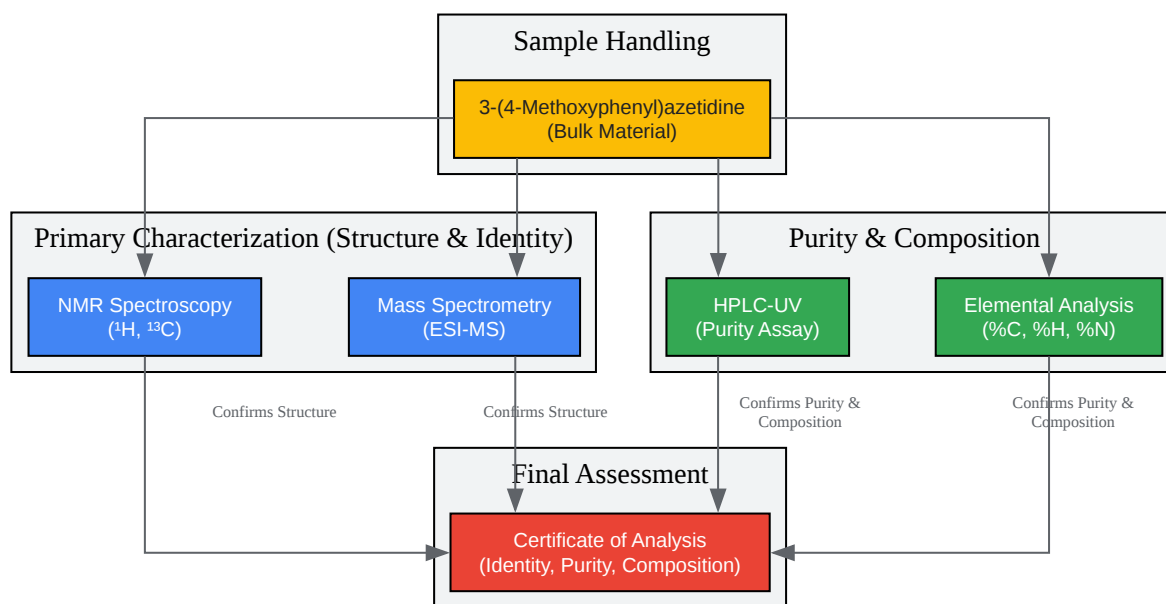 Sample Handling
3-(4-Methoxyphenyl)azetidine
(Bulk Material)
Primary Characterization (Structure & Identity)
Purity & Composition
NMR Spectroscopy
(¹H, ¹³C)
Mass Spectrometry
(ESI-MS)
HPLC-UV
(Purity Assay)
Elemental Analysis
(%C, %H, %N)
Confirms Structure
Confirms Structure
Confirms Purity &
Composition
Confirms Purity &
Composition
Final Assessment
Certificate of Analysis
(Identity, Purity, Composition)